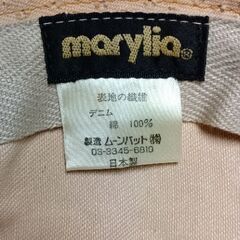 marylia®
表地の繊維
デニム
綿 100%
製造 ムーンバット(株)
03-3345-6810
日本製